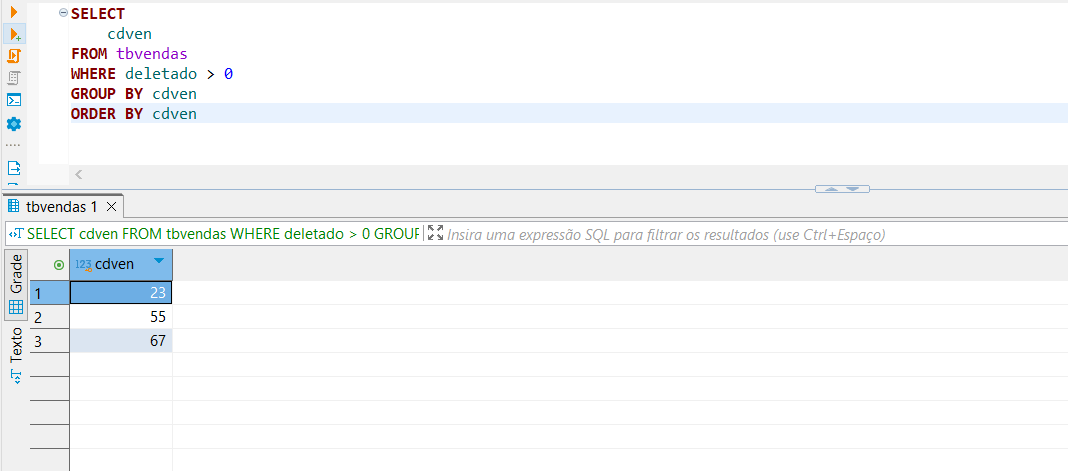 SELECT
cdven
FROM tbvendas
WHERE deletado > 0
GROUP BY cdven
ORDER BY cdven
tbvendas 1
SELECT cdven FROM tbvendas WHERE deletado > 0 GROUP
Insira uma expressão SQL para filtrar os resultados (use Ctrl+Espaço)
Grade
Texto
123 cdven
1 23
2 55
3 67